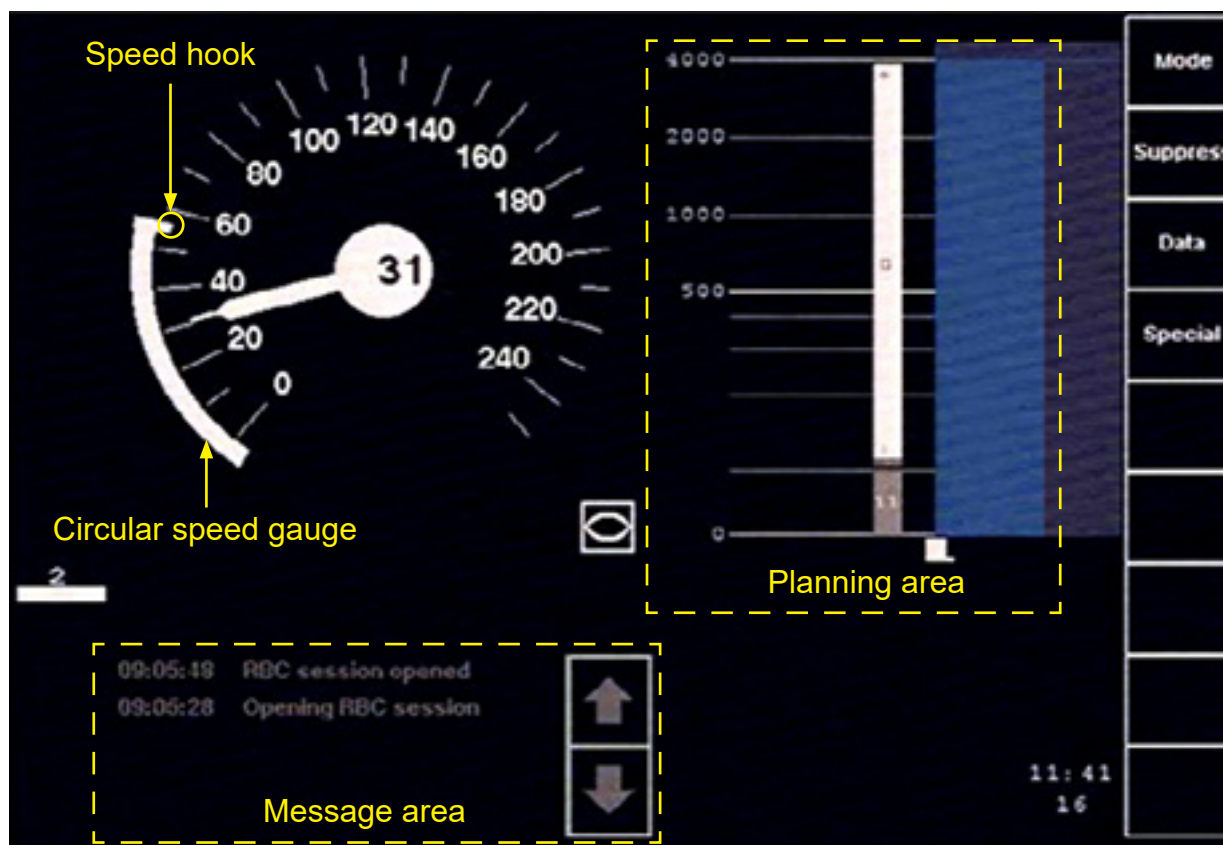 Speed hook
100
120
140
160
80
180
60
200
40
31
220
20
240
0
Circular speed gauge
2
4000
2000
1000
500
0
11
Planning area
Mode
Suppress
Data
Special
09:05:48 RBC session opened
09:05:28 Opening RBC session
Message area
11:41
16